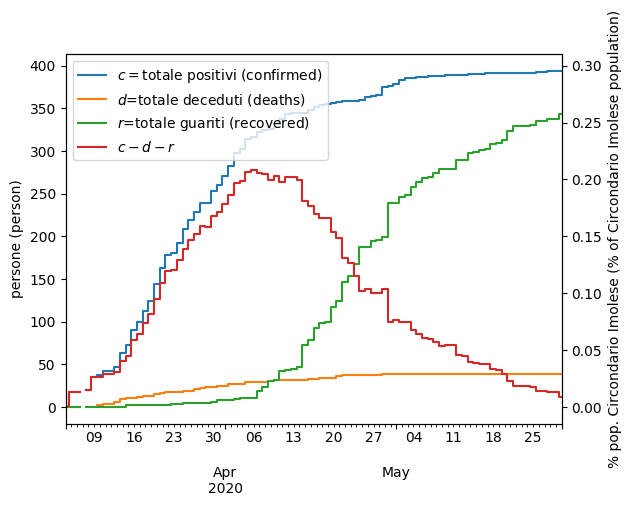 c = totale positivi (confirmed)
d=totale deceduti (deaths)
r=totale guariti (recovered)
c − d − r
400
350
300
250
200
150
100
50
0
persone (person)
0.30
0.25
0.20
0.15
0.10
0.05
0.00
% pop. Circondario Imolese (% of Circondario Imolese population)
09 16 23 30 06 13 20 27 04 11 18 25
Apr May
2020